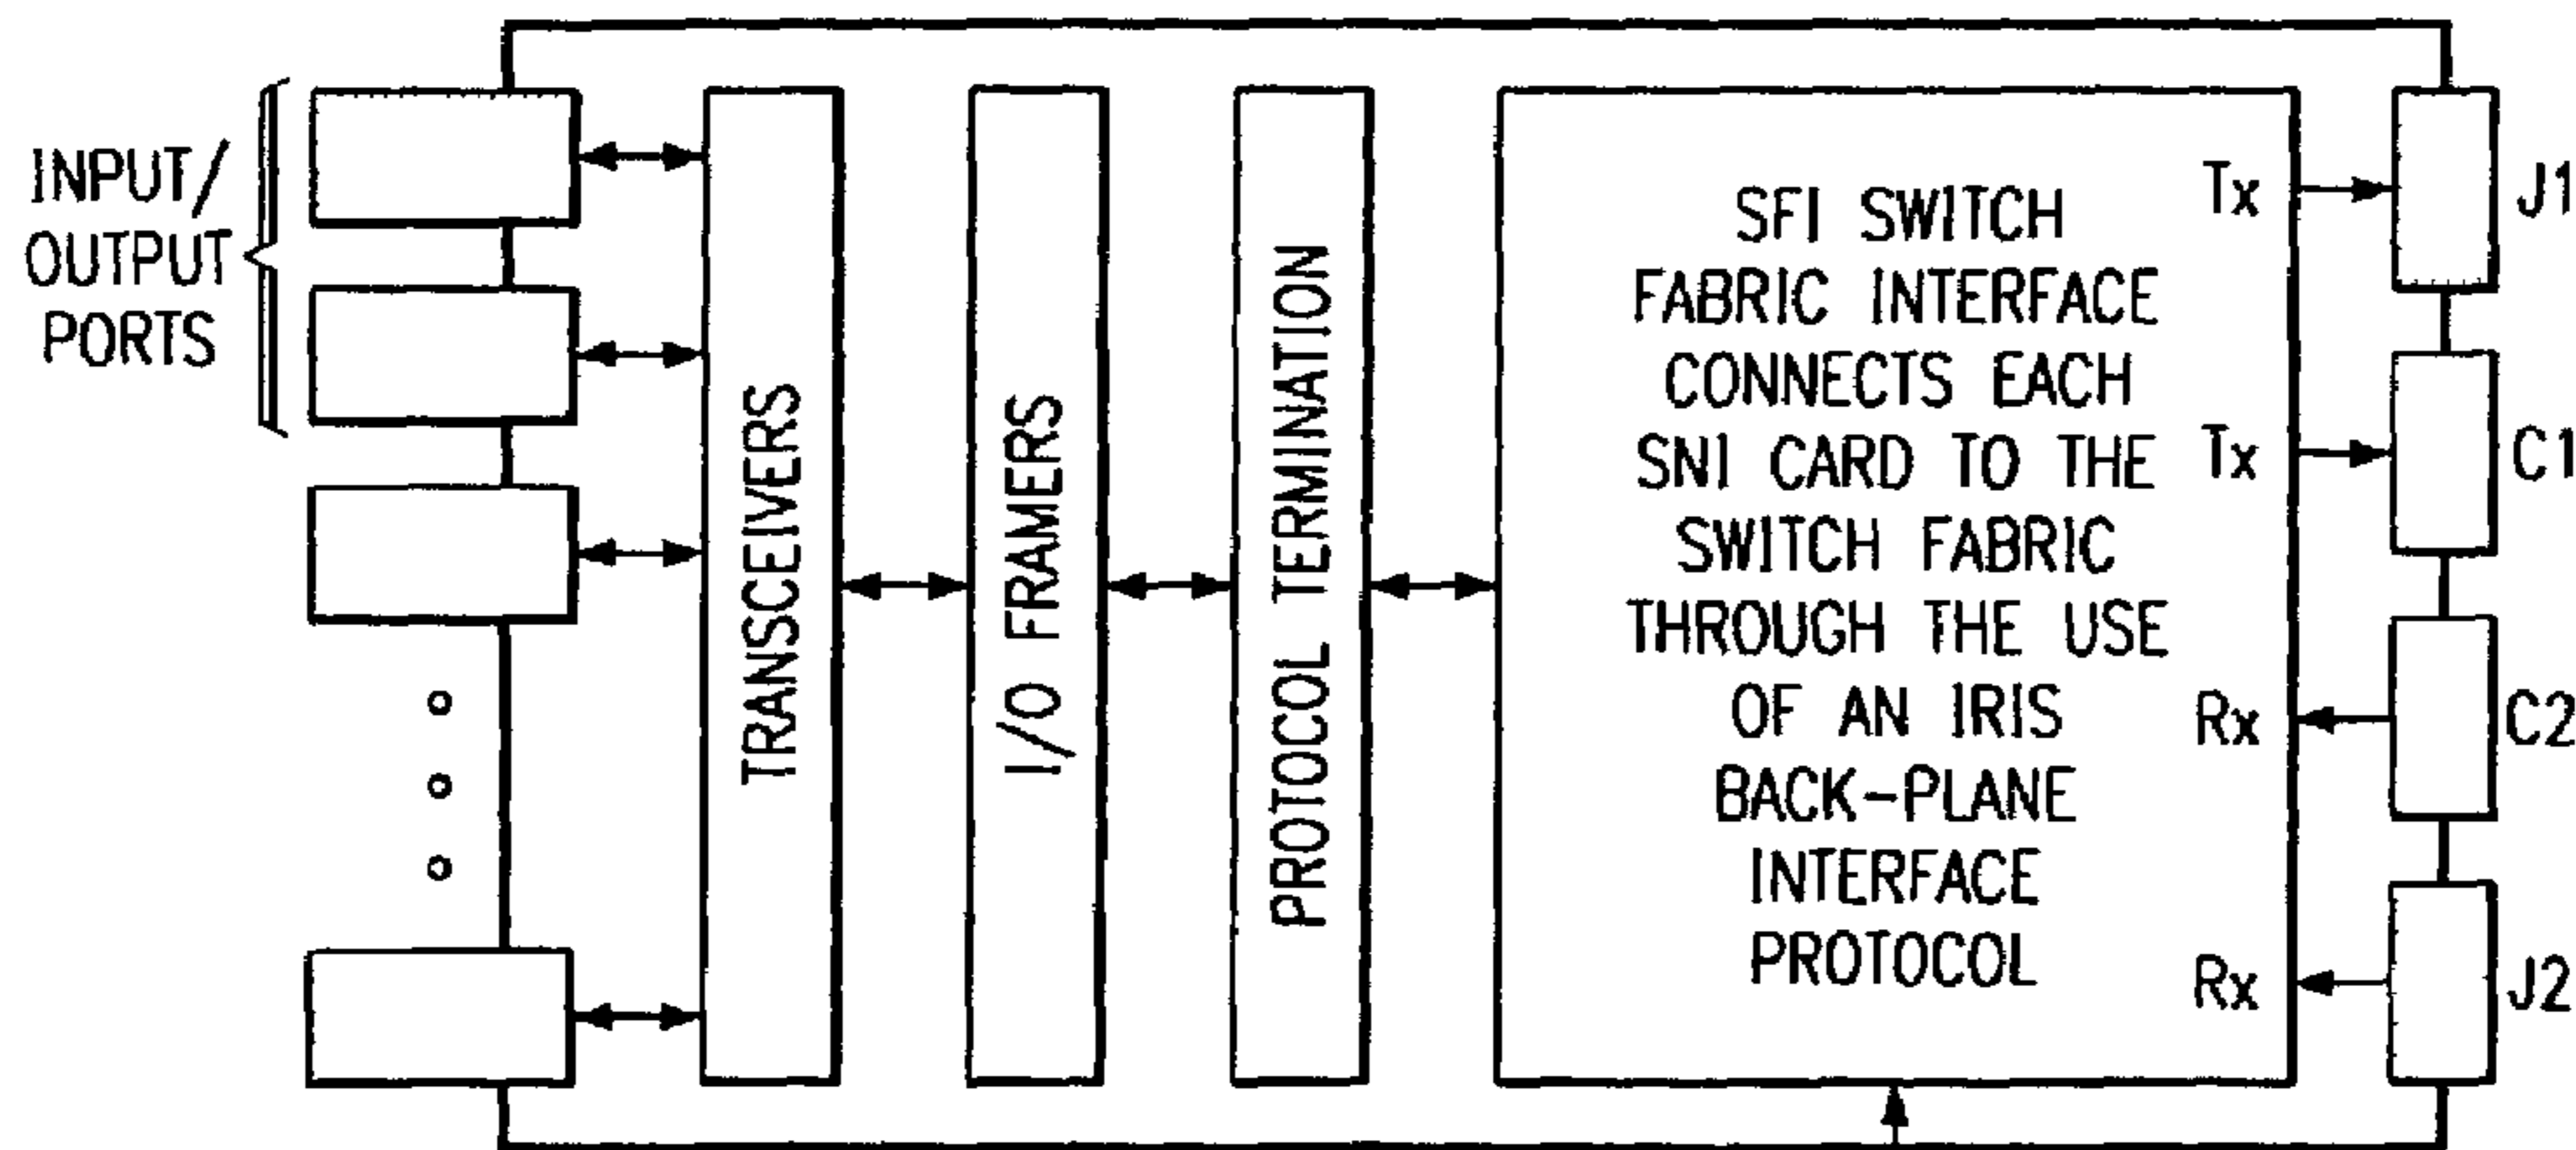 INPUT/
OUTPUT
PORTS
TRANSCEIVERS
I/O FRAMERS
PROTOCOL TERMINATION
SFI SWITCH
FABRIC INTERFACE
CONNECTS EACH
SNI CARD TO THE
SWITCH FABRIC
THROUGH THE USE
OF AN IRIS
BACK-PLANE
INTERFACE
PROTOCOL
Tx
Tx
Rx
Rx
J1
C1
C2
J2